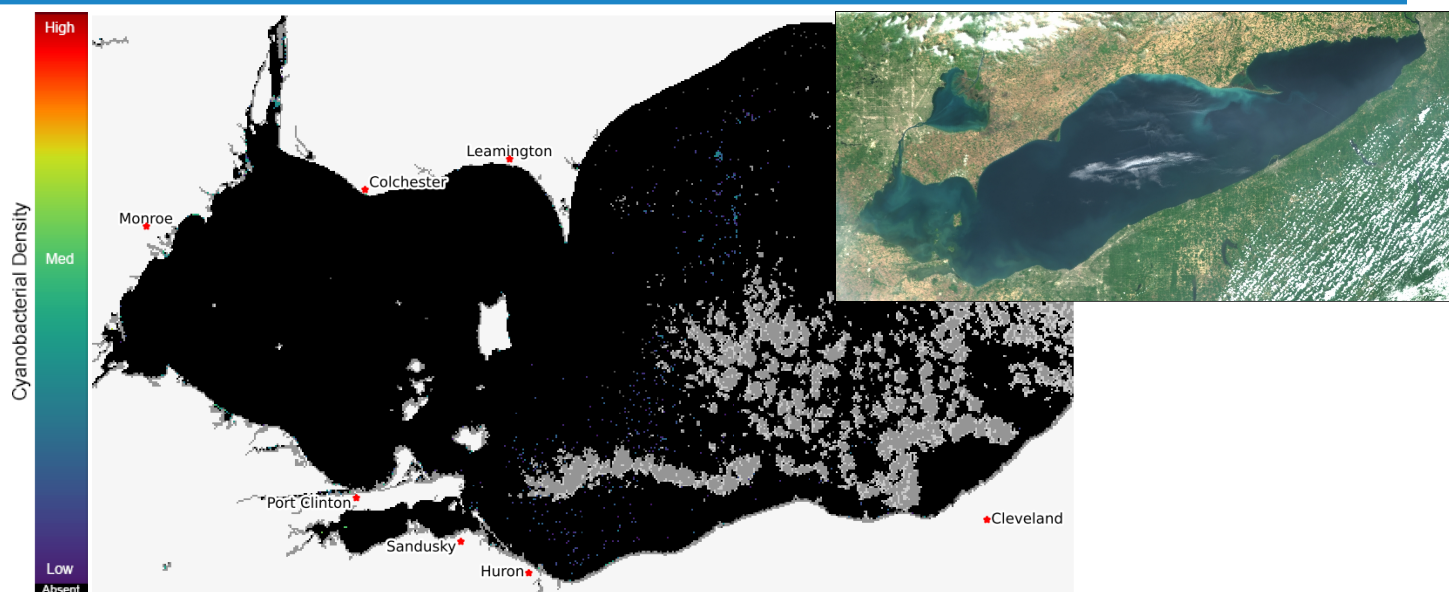 High
Cyanobacterial Density
Med
Low
Absent
Leamington
Colchester
Monroe
Port Clinton
Sandusky
Huron
Cleveland